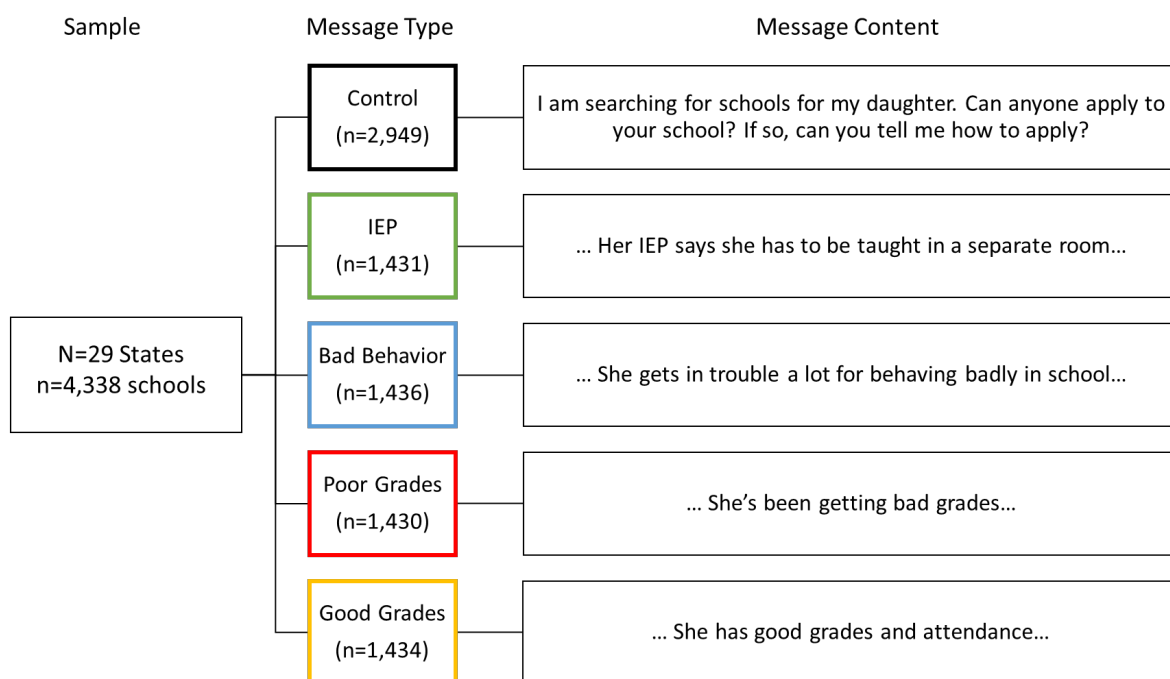 Sample
Message Type
Message Content
Control
(n=2,949)
I am searching for schools for my daughter. Can anyone apply to
your school? If so, can you tell me how to apply?
IEP
(n=1,431)
... Her IEP says she has to be taught in a separate room...
N=29 States
n=4,338 schools
Bad Behavior
(n=1,436)
... She gets in trouble a lot for behaving badly in school...
Poor Grades
(n=1,430)
... She’s been getting bad grades...
Good Grades
(n=1,434)
... She has good grades and attendance...